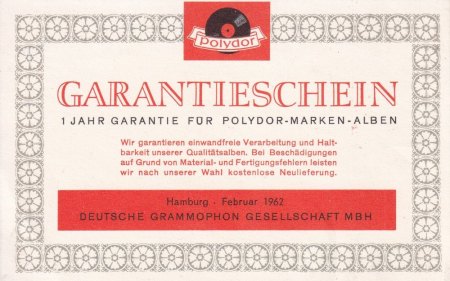 polydor
GARANTIESCHEIN
1 JAHR GARANTIE FÜR POLYDOR-MARKEN-ALBEN
Wir garantieren einwandfreie Verarbeitung und Halt-
barkeit unserer Qualitätsalben. Bei Beschädigungen
auf Grund von Material- und Fertigungsfehlern leisten
wir nach unserer Wahl kostenlose Neulieferung.
Hamburg · Februar 1962
DEUTSCHE GRAMMOPHON GESELLSCHAFT MBH